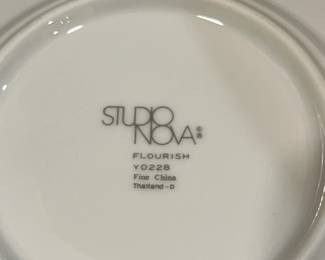 STUDIO
NOVA©®
FLOURISH
Y0228
Fine China
Thailand-D